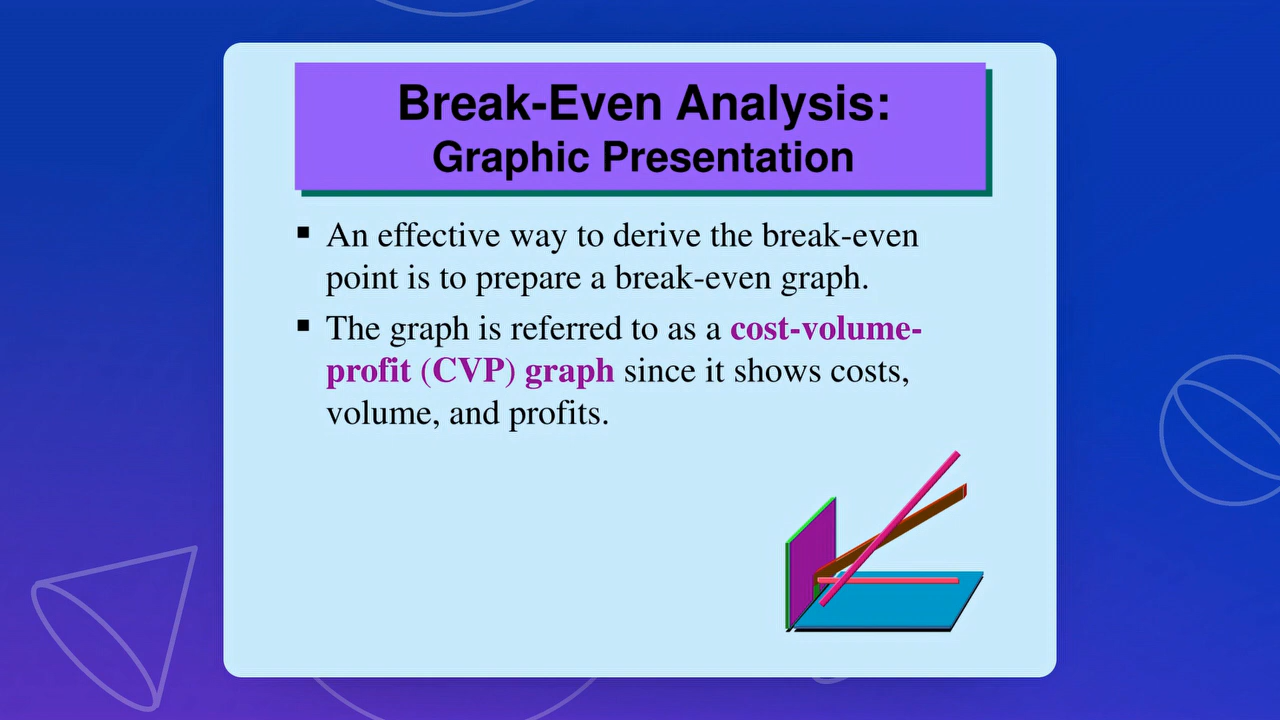 Break-Even Analysis:
Graphic Presentation
▪ An effective way to derive the break-even
point is to prepare a break-even graph.
▪ The graph is referred to as a cost-volume-
profit (CVP) graph since it shows costs,
volume, and profits.